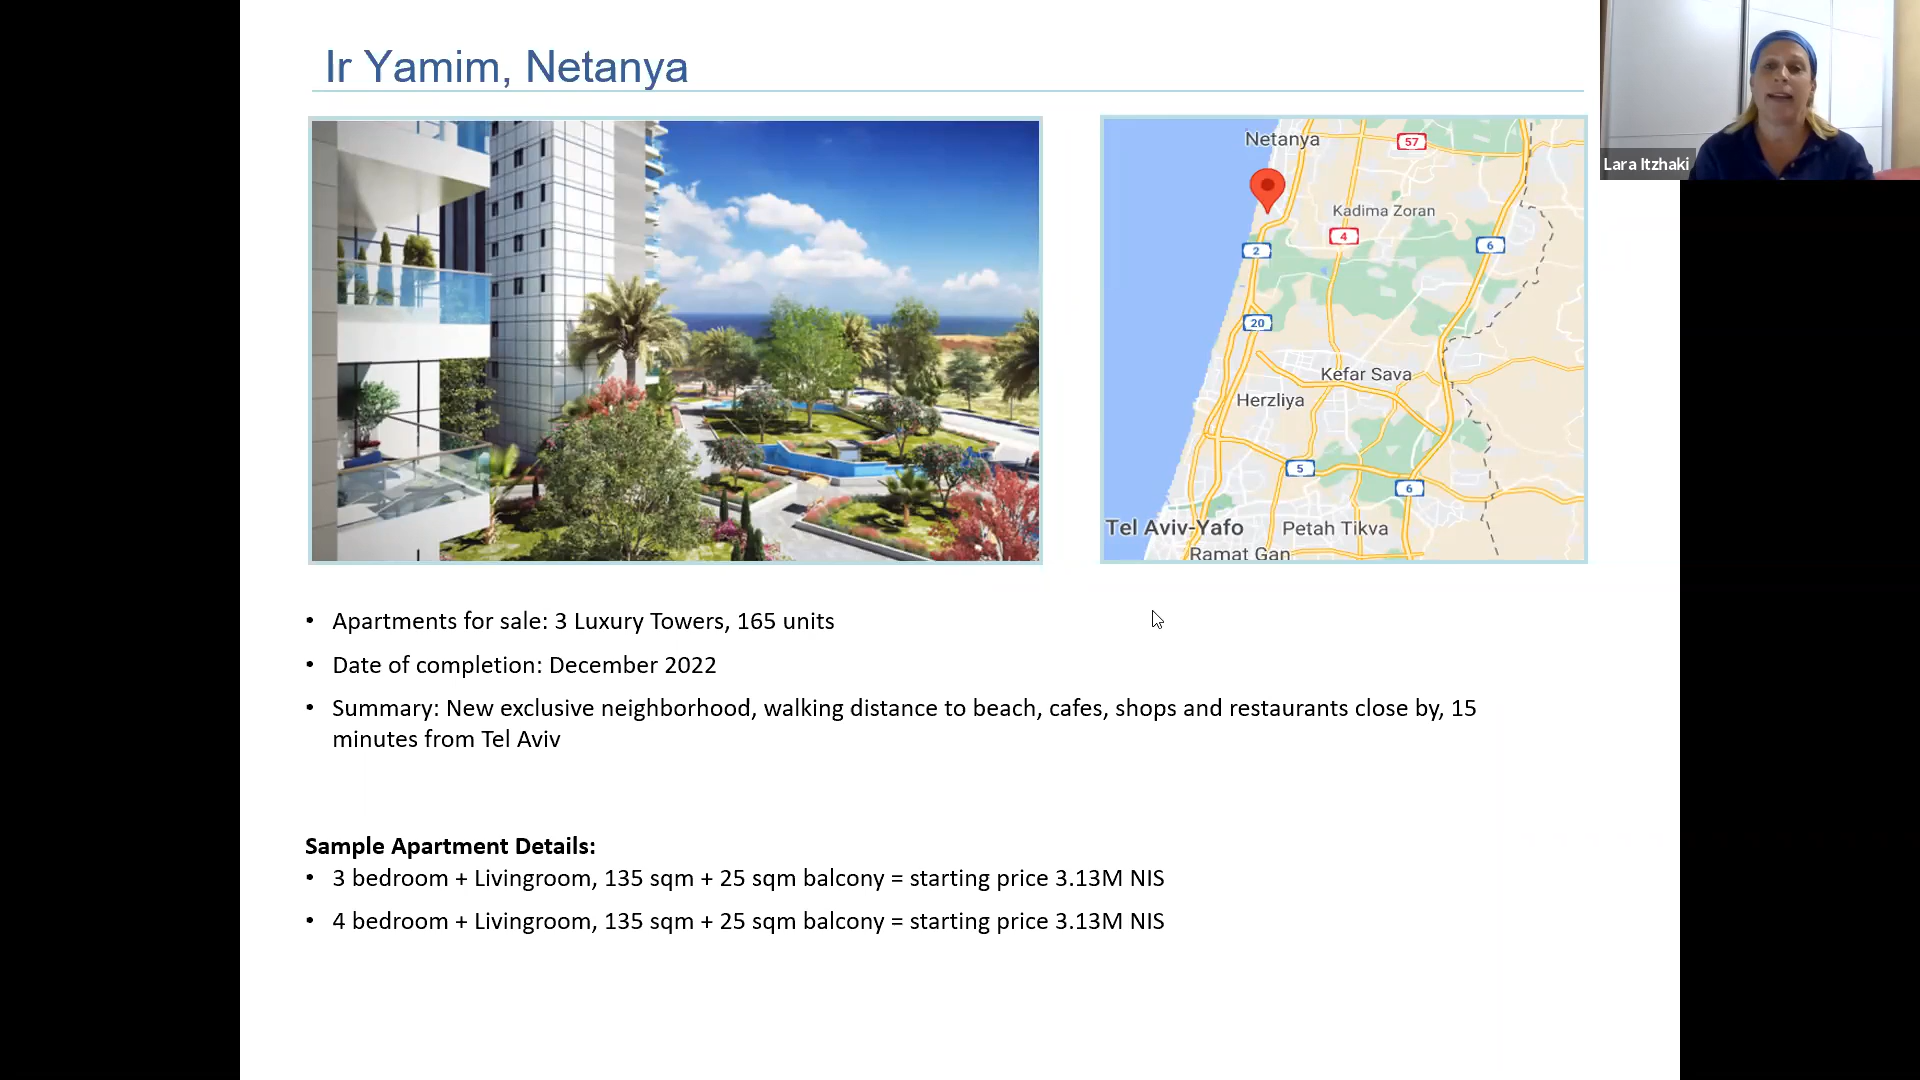 Ir Yamim, Netanya
Lara Itzhaki
Netanya
57
Kadima Zoran
4
6
2
20
Kefar Sava
Herzliya
5
6
Tel Aviv-Yafo
Petah Tikva
Ramat Gan
• Apartments for sale: 3 Luxury Towers, 165 units
• Date of completion: December 2022
• Summary: New exclusive neighborhood, walking distance to beach, cafes, shops and restaurants close by, 15
minutes from Tel Aviv
Sample Apartment Details:
• 3 bedroom + Livingroom, 135 sqm + 25 sqm balcony = starting price 3.13M NIS
• 4 bedroom + Livingroom, 135 sqm + 25 sqm balcony = starting price 3.13M NIS